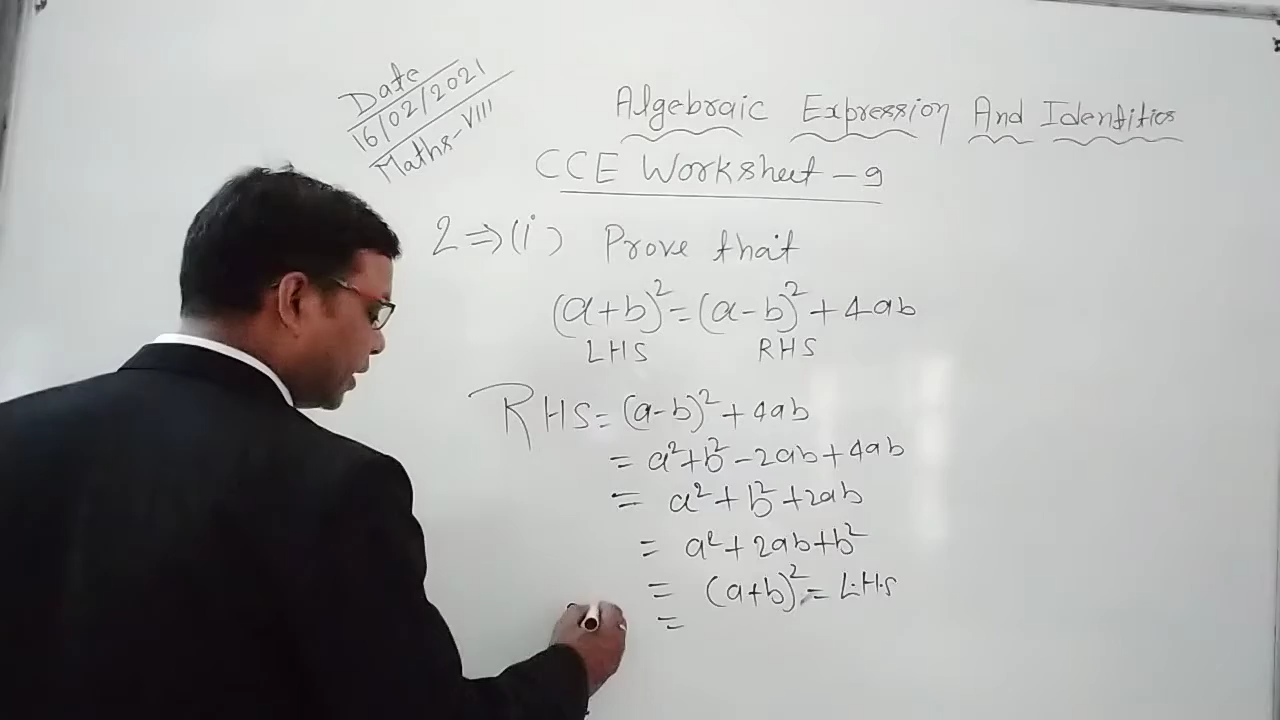 Date
16/02/2021
Maths-VIII
Algebraic Expression And Identities
CCE Worksheet - 9
2 ⇒ (i) Prove that
(a+b)² = (a-b)² + 4ab
LHS RHS
RHS = (a-b)² + 4ab
= a² + b² - 2ab + 4ab
= a² + b² + 2ab
= a² + 2ab + b²
= (a+b)² = L.H.S
=